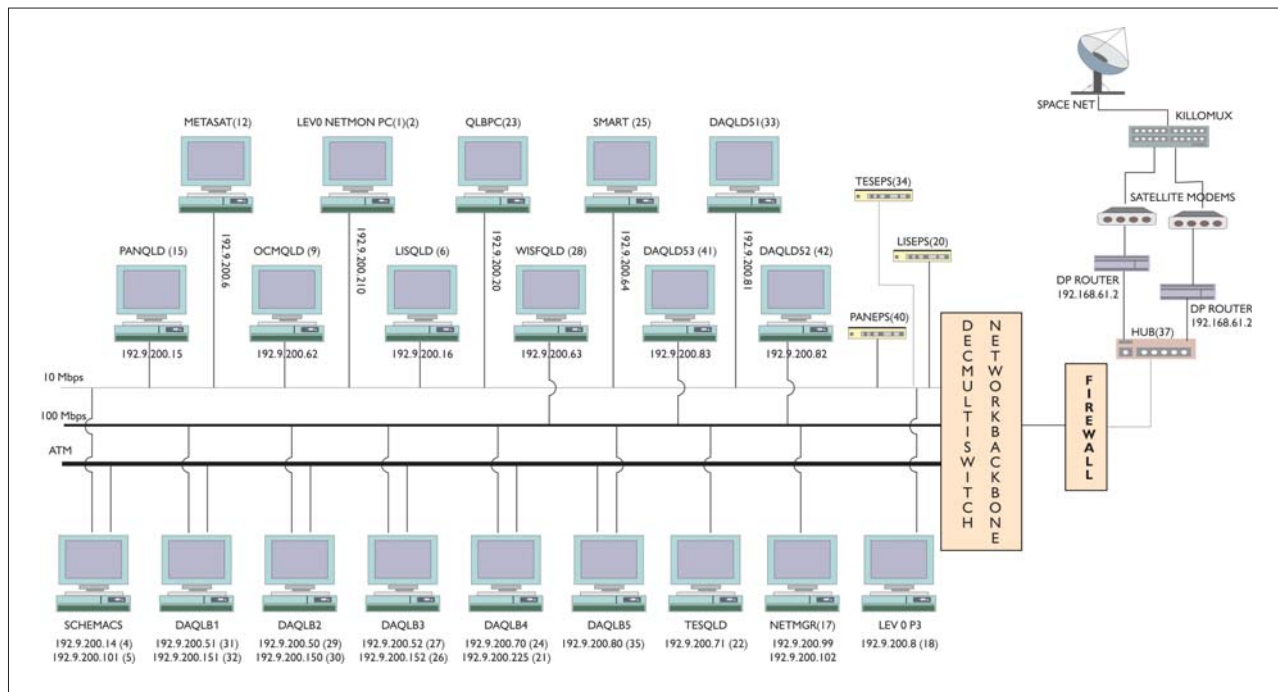 SPACE NET
KILLOMUX
METASAT(12)
LEV0 NETMON PC(1)(2)
QLBPC(23)
SMART (25)
DAQLDS1(33)
TESEPS(34)
SATELLITE MODEMS
192.9.200.6
192.9.200.210
192.9.200.20
192.9.200.64
192.9.200.81
PANQLD (15)
OCMQLD (9)
LISQLD (6)
WISFQLD (28)
DAQLD53 (41)
DAQLD52 (42)
LISEPS(20)
DP ROUTER
192.168.61.2
DP ROUTER
192.168.61.2
PANEPS(40)
HUB(37)
192.9.200.15
192.9.200.62
192.9.200.16
192.9.200.63
192.9.200.83
192.9.200.82
10 Mbps
100 Mbps
ATM
DECMULTISWITCH
NETWORKBACKBONE
FIREWALL
SCHEMACS
192.9.200.14 (4)
192.9.200.101 (5)
DAQLB1
192.9.200.51 (31)
192.9.200.151 (32)
DAQLB2
192.9.200.50 (29)
192.9.200.150 (30)
DAQLB3
192.9.200.52 (27)
192.9.200.152 (26)
DAQLB4
192.9.200.70 (24)
192.9.200.225 (21)
DAQLB5
192.9.200.80 (35)
TESQLD
192.9.200.71 (22)
NETMGR(17)
192.9.200.99
192.9.200.102
LEV 0 P3
192.9.200.8 (18)